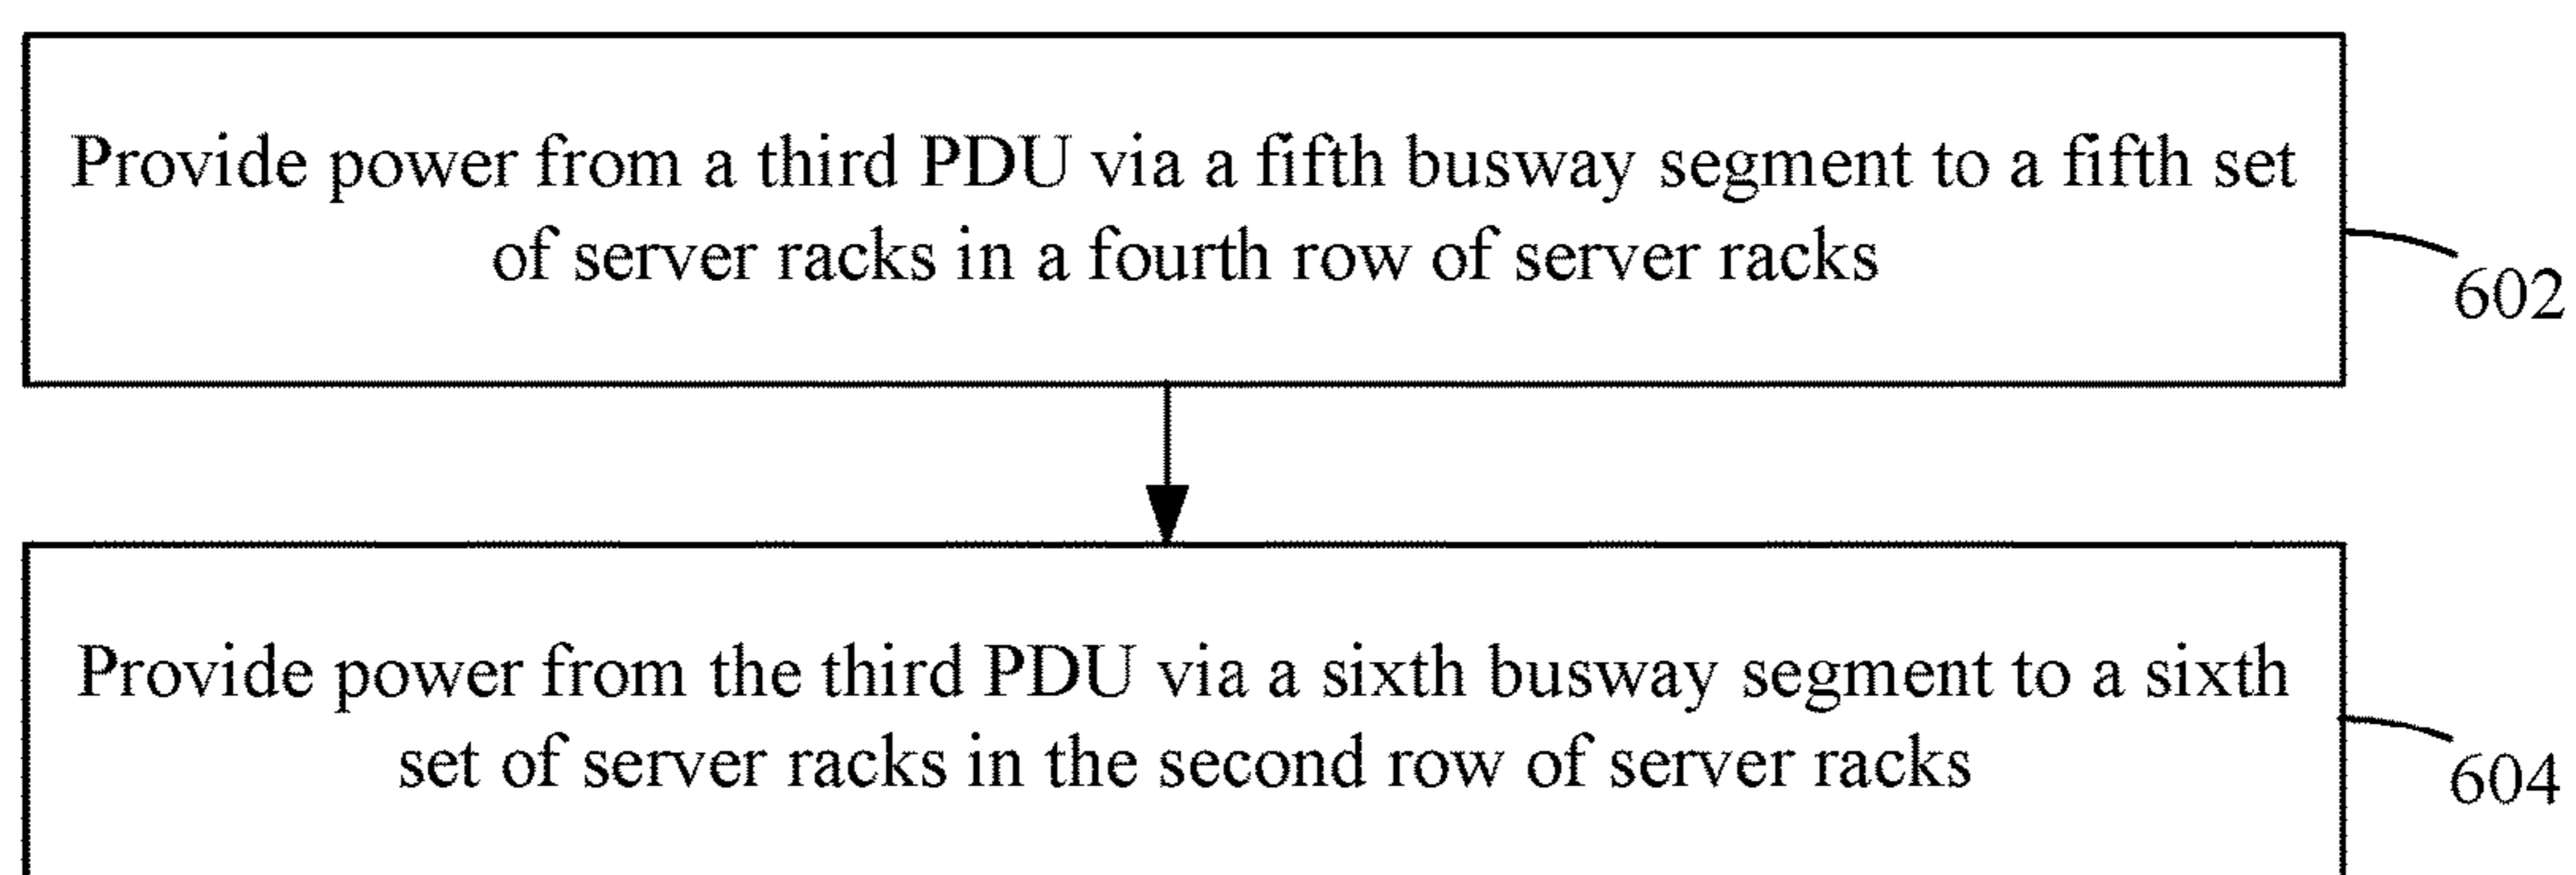 Provide power from a third PDU via a fifth busway segment to a fifth set
of server racks in a fourth row of server racks
602
Provide power from the third PDU via a sixth busway segment to a sixth
set of server racks in the second row of server racks
604